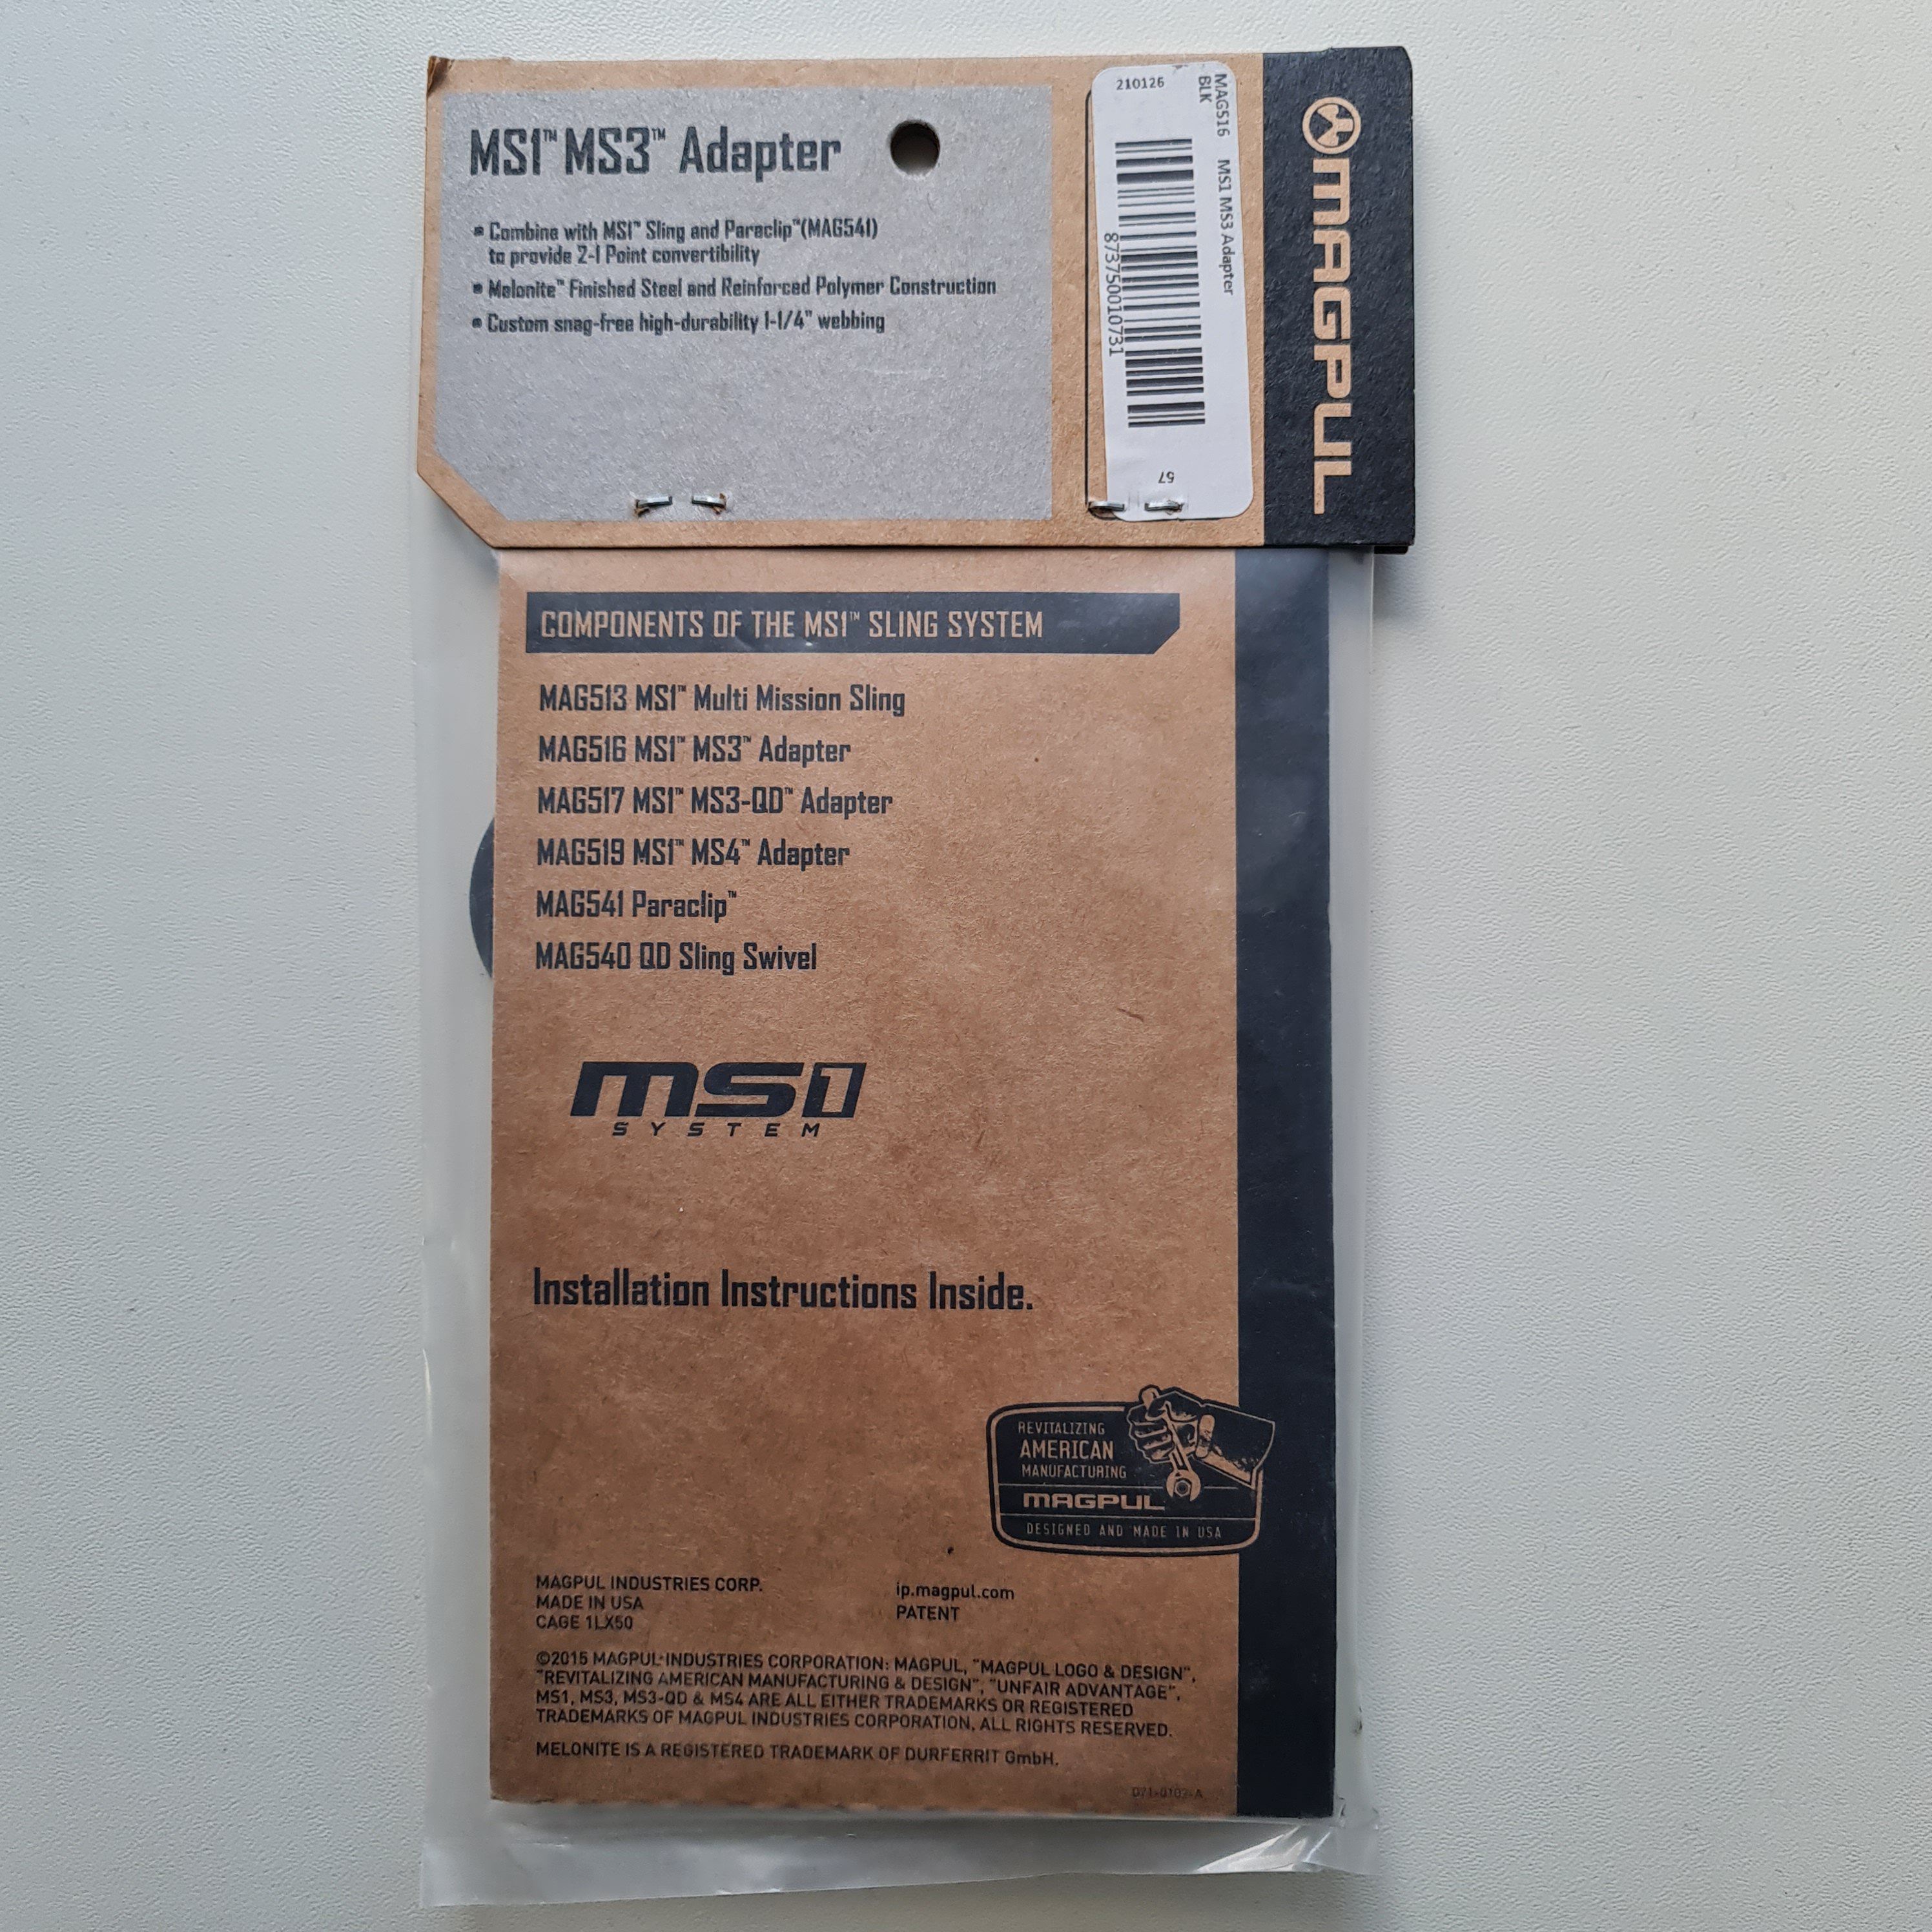 MS1™ MS3™ Adapter
• Combine with MS1™ Sling and Paraclip™(MAG541)
to provide 2-1 Point convertibility
• Melonite™ Finished Steel and Reinforced Polymer Construction
• Custom snag-free high-durability 1-1/4" webbing
210126
MAG516 MS1 MS3 Adapter
BLK
873750010731
57
MAGPUL
COMPONENTS OF THE MS1™ SLING SYSTEM
MAG513 MS1™ Multi Mission Sling
MAG516 MS1™ MS3™ Adapter
MAG517 MS1™ MS3-QD™ Adapter
MAG519 MS1™ MS4™ Adapter
MAG541 Paraclip™
MAG540 QD Sling Swivel
MS1
SYSTEM
Installation Instructions Inside.
REVITALIZING
AMERICAN
MANUFACTURING
MAGPUL
DESIGNED AND MADE IN USA
MAGPUL INDUSTRIES CORP.
MADE IN USA
CAGE 1LX50
ip.magpul.com
PATENT
©2015 MAGPUL INDUSTRIES CORPORATION: MAGPUL, "MAGPUL LOGO & DESIGN",
"REVITALIZING AMERICAN MANUFACTURING & DESIGN", "UNFAIR ADVANTAGE",
MS1, MS3, MS3-QD & MS4 ARE ALL EITHER TRADEMARKS OR REGISTERED
TRADEMARKS OF MAGPUL INDUSTRIES CORPORATION, ALL RIGHTS RESERVED.
MELONITE IS A REGISTERED TRADEMARK OF DURFERRIT GmbH.